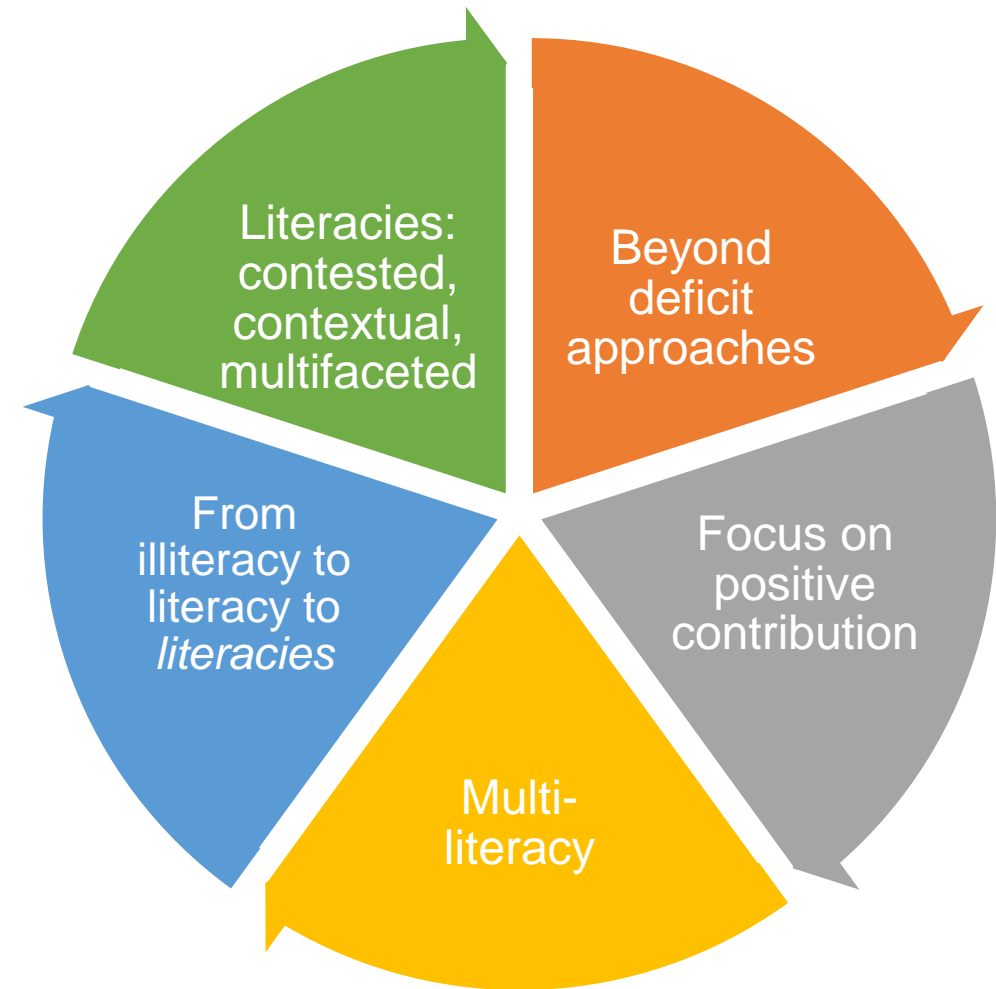 Beyond
deficit
approaches
Focus on
positive
contribution
Multi-
literacy
From
illiteracy to
literacy to
literacies
Literacies:
contested,
contextual,
multifaceted